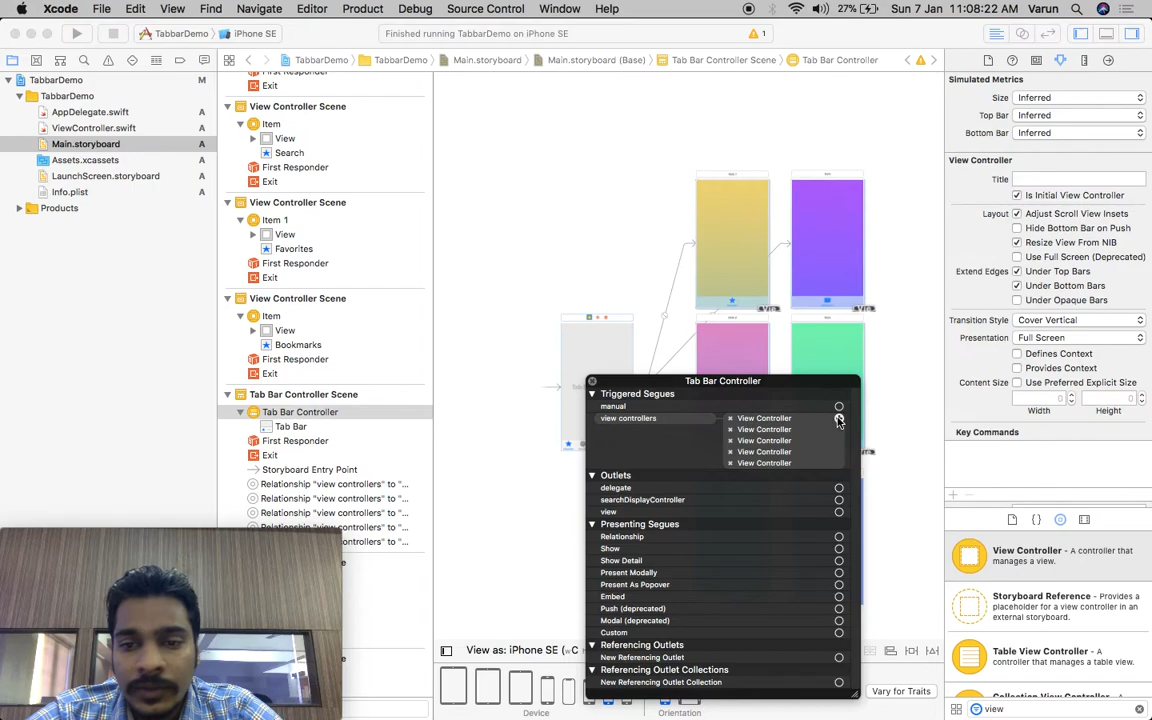 Xcode File Edit View Find Navigate Editor Product Debug Source Control Window Help 27% Sun 7 Jan 11:08:22 AM Varun
TabbarDemo iPhone SE Finished running TabbarDemo on iPhone SE 1
TabbarDemo TabbarDemo Main.storyboard Main.storyboard (Base) Tab Bar Controller Scene Tab Bar Controller
TabbarDemo M
TabbarDemo
AppDelegate.swift A
ViewController.swift A
Main.storyboard A
Assets.xcassets A
LaunchScreen.storyboard A
Info.plist A
Products
Exit
View Controller Scene
Item
View
Search
First Responder
Exit
View Controller Scene
Item 1
View
Favorites
First Responder
Exit
View Controller Scene
Item
View
Bookmarks
First Responder
Exit
Tab Bar Controller Scene
Tab Bar Controller
Tab Bar
First Responder
Exit
Storyboard Entry Point
Relationship "view controllers" to "...
Relationship "view controllers" to "...
View as: iPhone SE
Device
Orientation
Vary for Traits
Tab Bar Controller
Triggered Segues
manual
view controllers
View Controller
View Controller
View Controller
View Controller
View Controller
Outlets
delegate
searchDisplayController
view
Presenting Segues
Relationship
Show
Show Detail
Present Modally
Present As Popover
Embed
Push (deprecated)
Modal (deprecated)
Custom
Referencing Outlets
New Referencing Outlet
Referencing Outlet Collections
New Referencing Outlet Collection
Simulated Metrics
Size Inferred
Top Bar Inferred
Bottom Bar Inferred
View Controller
Title
Is Initial View Controller
Layout Adjust Scroll View Insets
Hide Bottom Bar on Push
Resize View From NIB
Use Full Screen (Deprecated)
Extend Edges Under Top Bars
Under Bottom Bars
Under Opaque Bars
Transition Style Cover Vertical
Presentation Full Screen
Defines Context
Provides Context
Content Size Use Preferred Explicit Size
0 0
Width Height
Key Commands
View Controller - A controller that
manages a view.
Storyboard Reference - Provides a
placeholder for a view controller in an
external storyboard.
Table View Controller - A
controller that manages a table view.
Collection View Controller - A
view